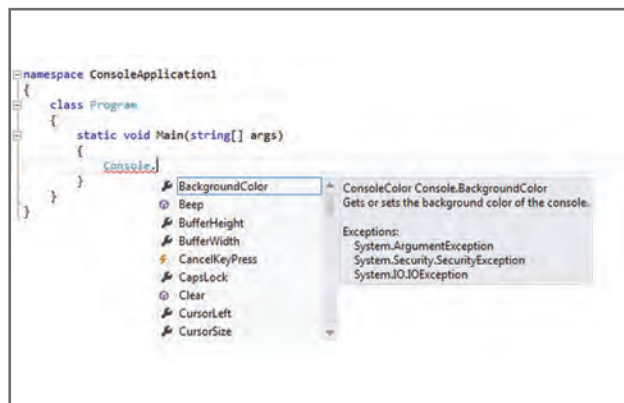 namespace ConsoleApplication1
{
class Program
{
static void Main(string[] args)
{
Console.
}
}
}
BackgroundColor
Beep
BufferHeight
BufferWidth
CancelKeyPress
CapsLock
Clear
CursorLeft
CursorSize
ConsoleColor Console.BackgroundColor
Gets or sets the background color of the console.
Exceptions:
System.ArgumentException
System.Security.SecurityException
System.IO.IOException